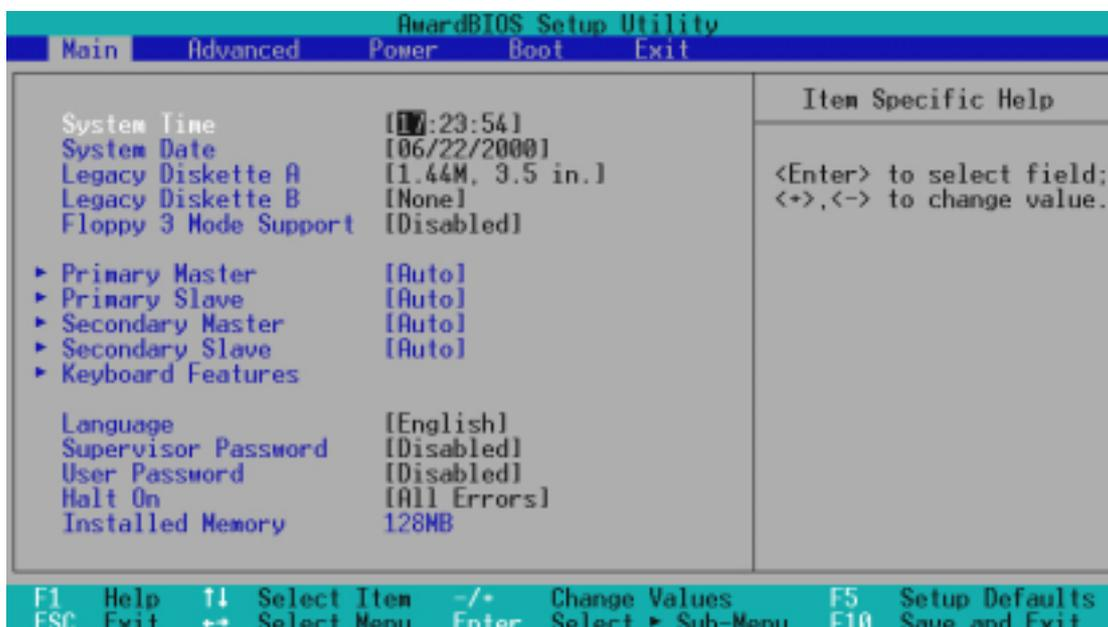 AwardBIOS Setup Utility
Main Advanced Power Boot Exit
Item Specific Help
System Time [17:23:54]
System Date [06/22/2000]
Legacy Diskette A [1.44M, 3.5 in.]
Legacy Diskette B [None]
Floppy 3 Mode Support [Disabled]
<Enter> to select field;
<+>,<-> to change value.
Primary Master [Auto]
Primary Slave [Auto]
Secondary Master [Auto]
Secondary Slave [Auto]
Keyboard Features
Language [English]
Supervisor Password [Disabled]
User Password [Disabled]
Halt On [All Errors]
Installed Memory 128MB
F1 Help ↑↓ Select Item -/+ Change Values F5 Setup Defaults
ESC Exit ←→ Select Menu Enter Select ► Sub-Menu F10 Save and Exit